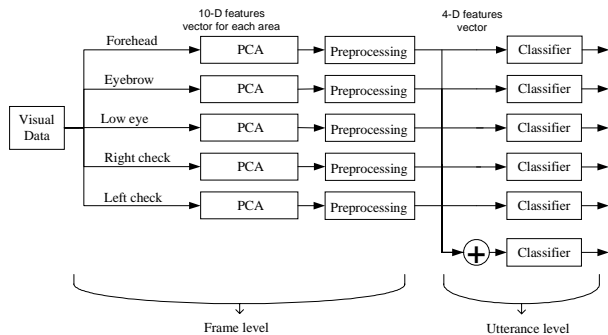 10-D features
vector for each area
4-D features
vector
Forehead
PCA
Preprocessing
Classifier
Eyebrow
PCA
Preprocessing
Classifier
Visual
Data
Low eye
PCA
Preprocessing
Classifier
Right check
PCA
Preprocessing
Classifier
Left check
PCA
Preprocessing
Classifier
+
Classifier
Frame level
Utterance level